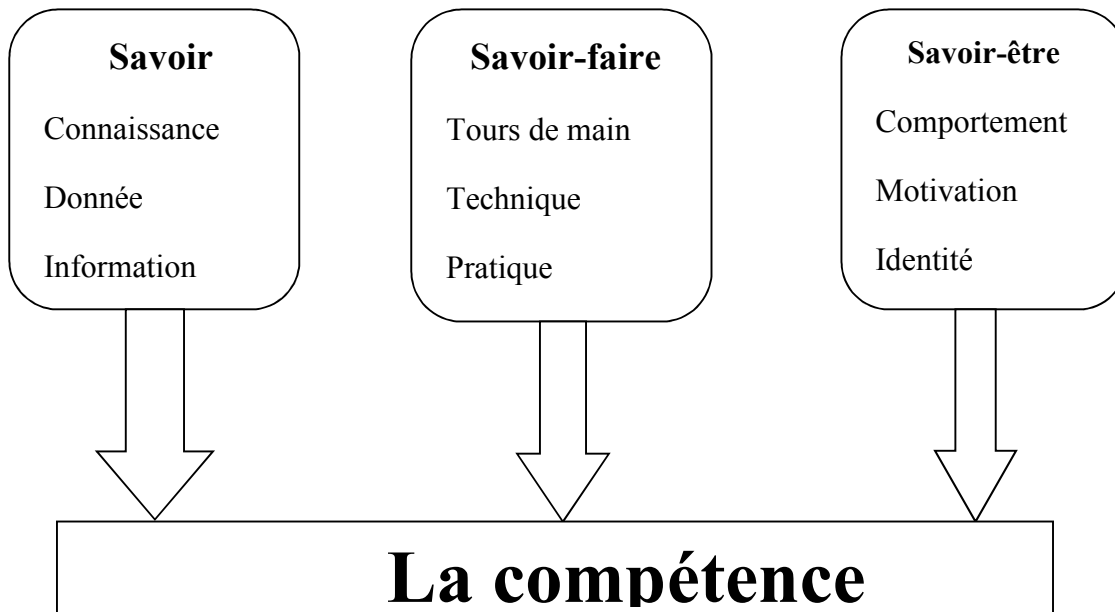 Savoir
Connaissance
Donnée
Information
Savoir-faire
Tours de main
Technique
Pratique
Savoir-être
Comportement
Motivation
Identité
La compétence